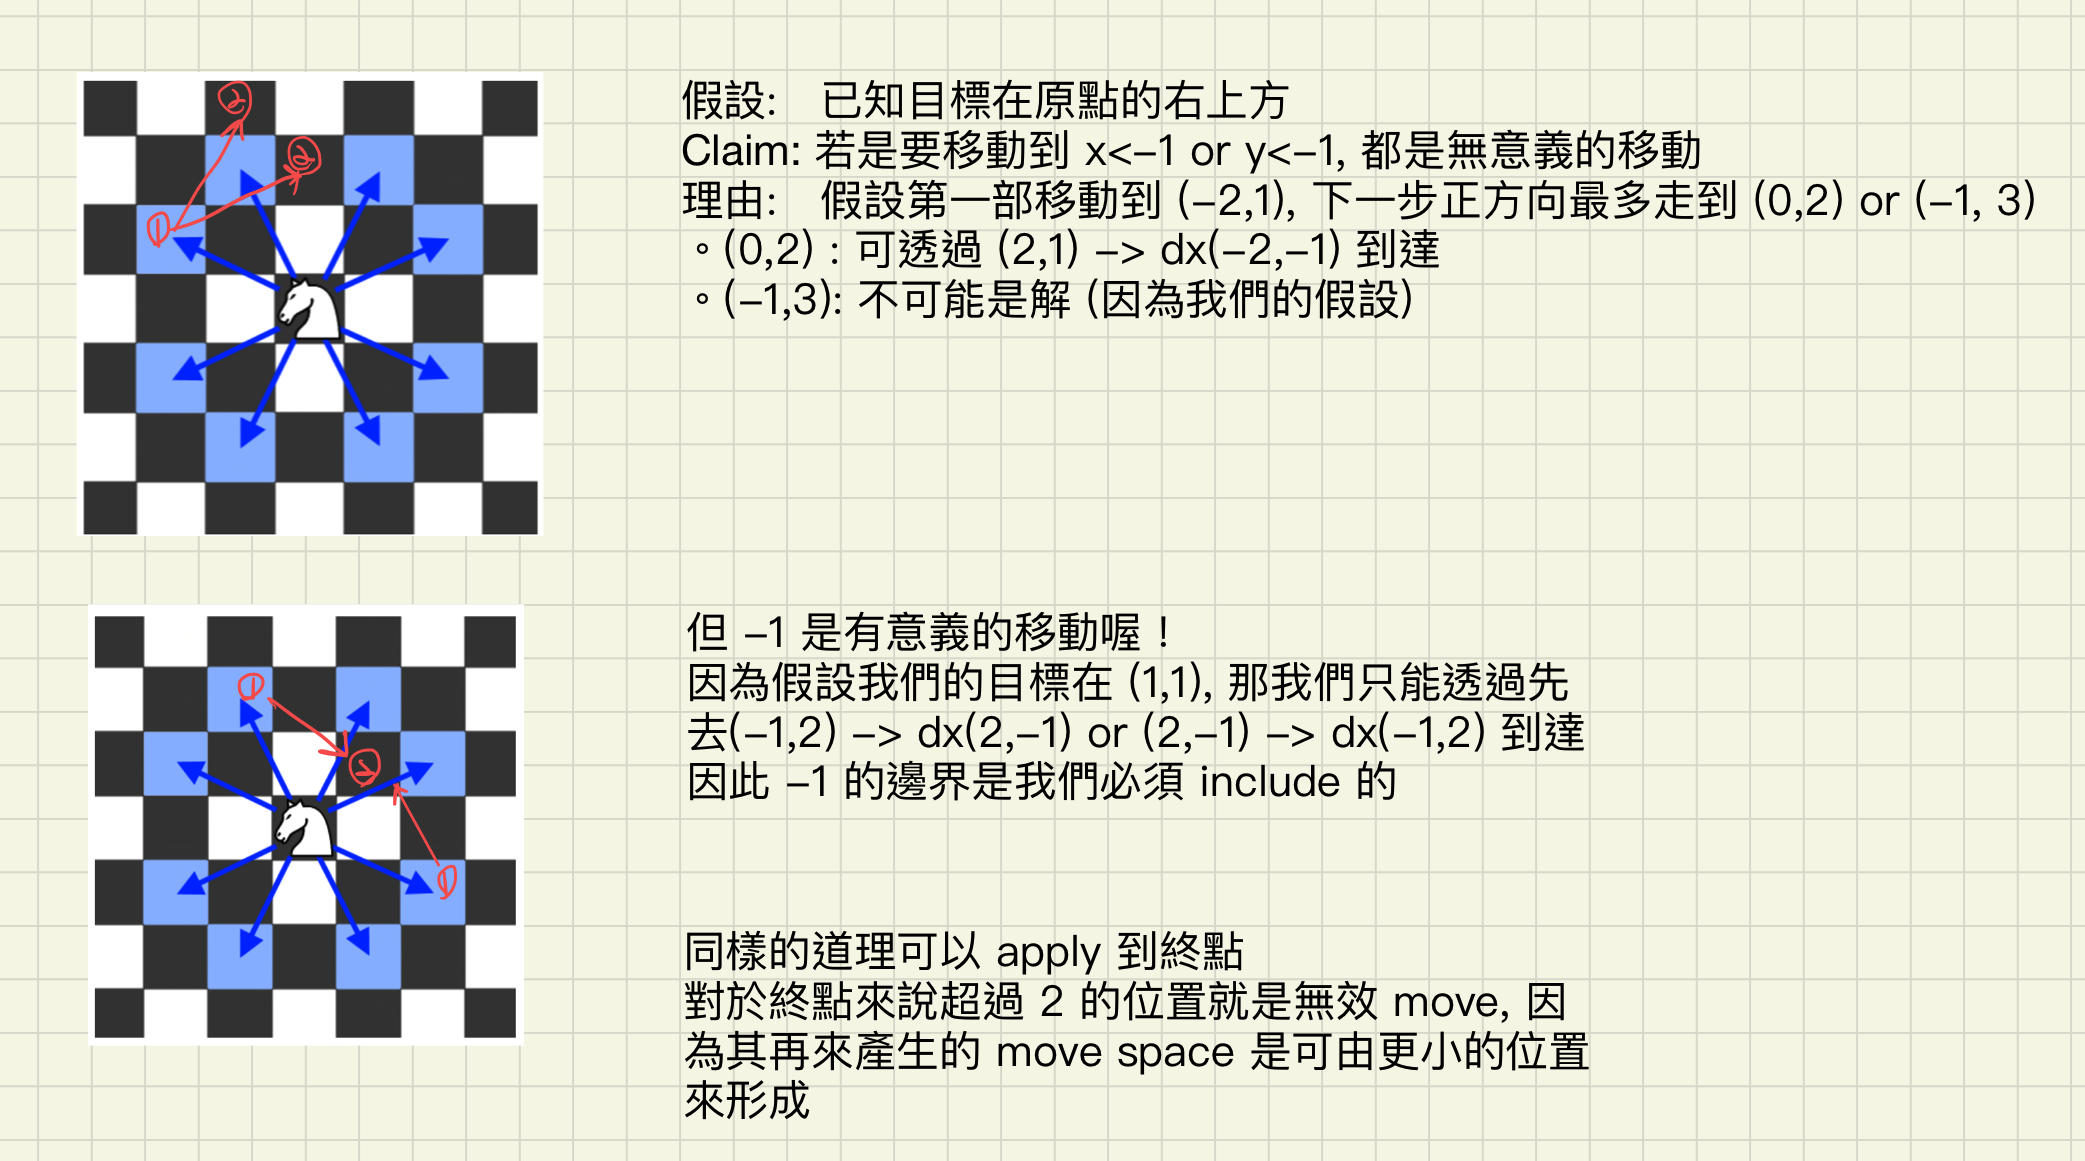 ②
②
①
假設:　已知目標在原點的右上方
Claim: 若是要移動到 x<-1 or y<-1, 都是無意義的移動
理由:　假設第一部移動到 (-2,1), 下一步正方向最多走到 (0,2) or (-1, 3)
◦ (0,2) : 可透過 (2,1) -> dx(-2,-1) 到達
◦ (-1,3): 不可能是解 (因為我們的假設)
①
②
①
但 -1 是有意義的移動喔！
因為假設我們的目標在 (1,1), 那我們只能透過先
去(-1,2) -> dx(2,-1) or (2,-1) -> dx(-1,2) 到達
因此 -1 的邊界是我們必須 include 的
同樣的道理可以 apply 到終點
對於終點來說超過 2 的位置就是無效 move, 因
為其再來產生的 move space 是可由更小的位置
來形成